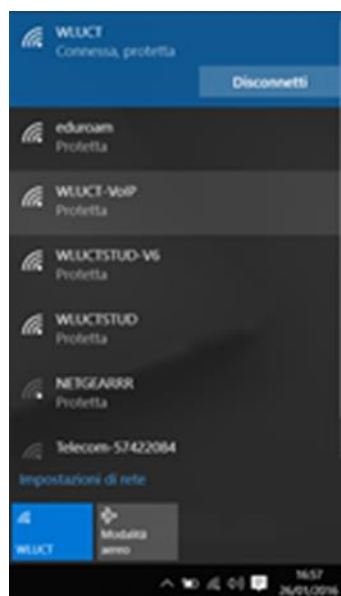 WLUCT
Connessa, protetta
Disconnetti
eduroam
Protetta
WLUCT-VoIP
Protetta
WLUCTSTUD-V6
Protetta
WLUCTSTUD
Protetta
NETGEARRR
Protetta
Telecom-57422084
Impostazioni di rete
WLUCT
Modalità
aereo
16:57
26/01/2016